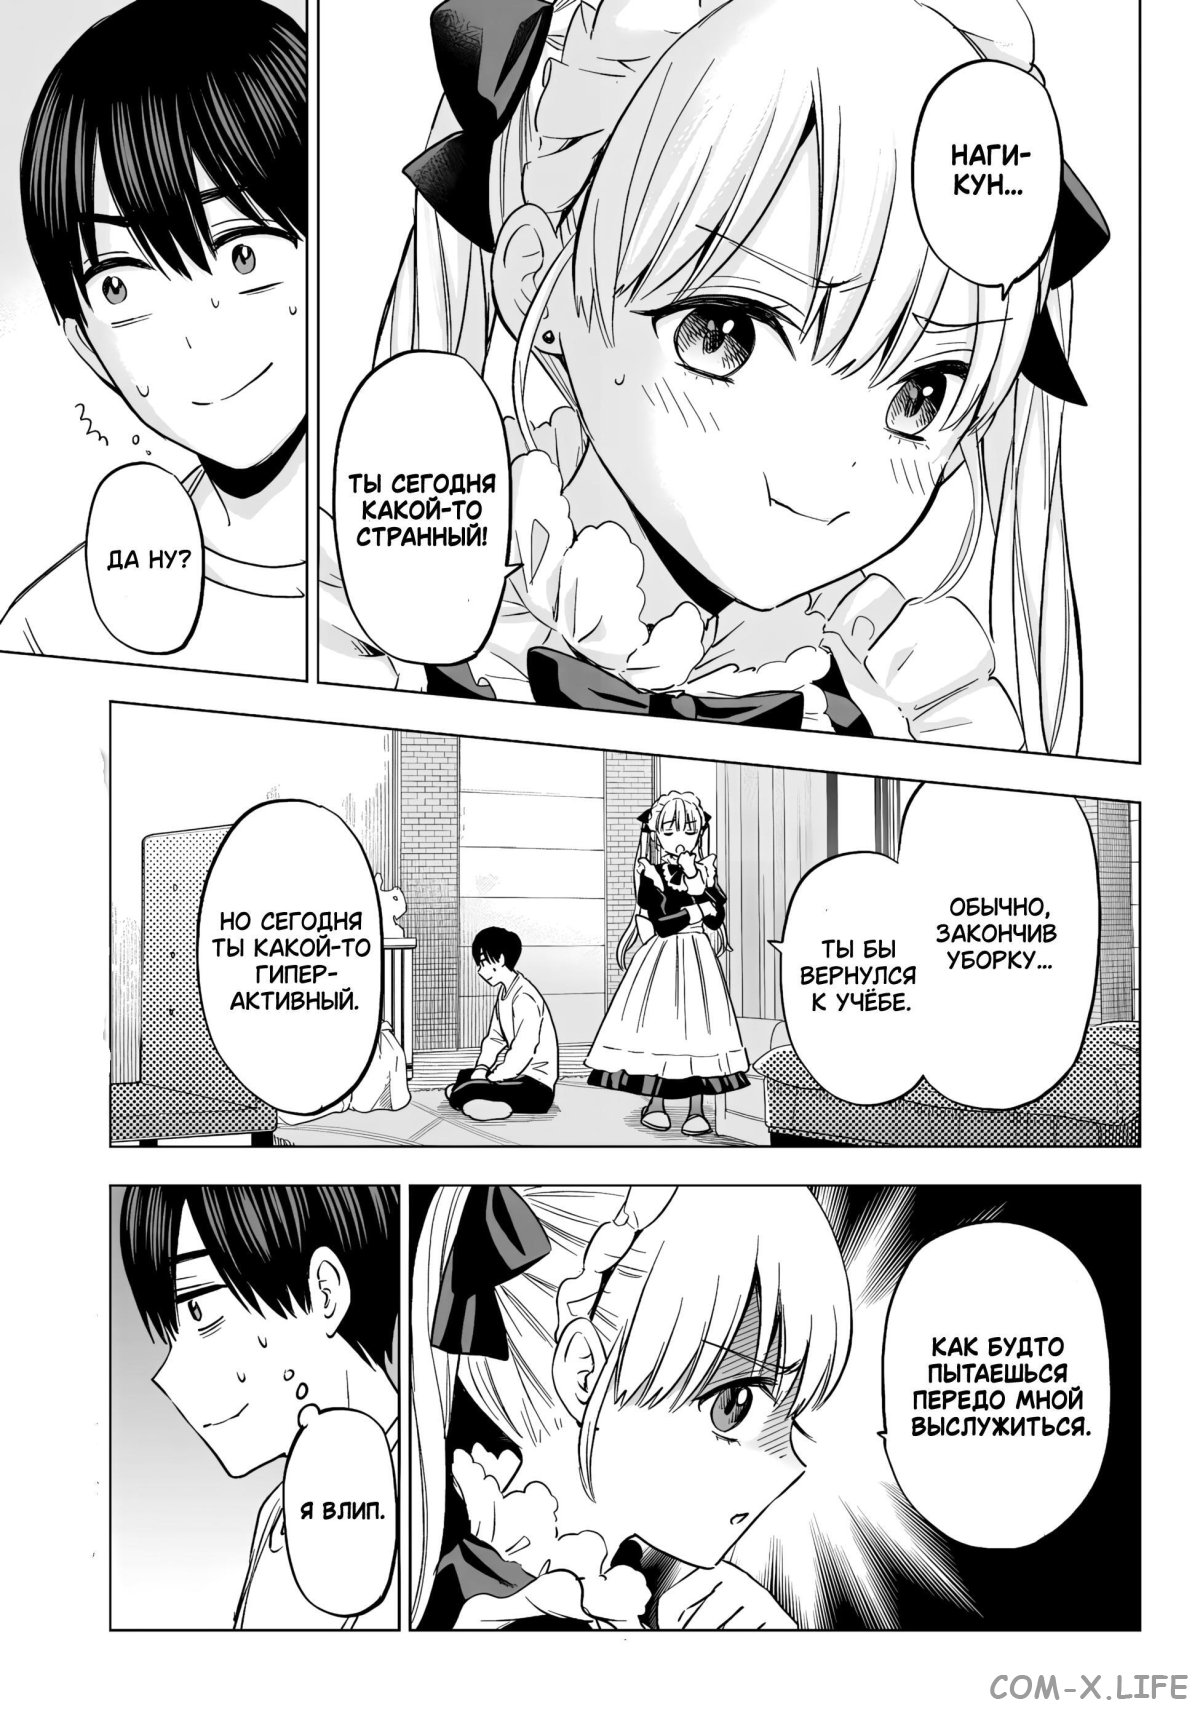 НАГИ-
КУН...
ТЫ СЕГОДНЯ
КАКОЙ-ТО
СТРАННЫЙ!
ДА НУ?
ОБЫЧНО,
ЗАКОНЧИВ
УБОРКУ...
ТЫ БЫ
ВЕРНУЛСЯ
К УЧЁБЕ.
НО СЕГОДНЯ
ТЫ КАКОЙ-ТО
ГИПЕР-
АКТИВНЫЙ.
КАК БУДТО
ПЫТАЕШЬСЯ
ПЕРЕДО МНОЙ
ВЫСЛУЖИТЬСЯ.
Я ВЛИП.
COM-X.LIFE